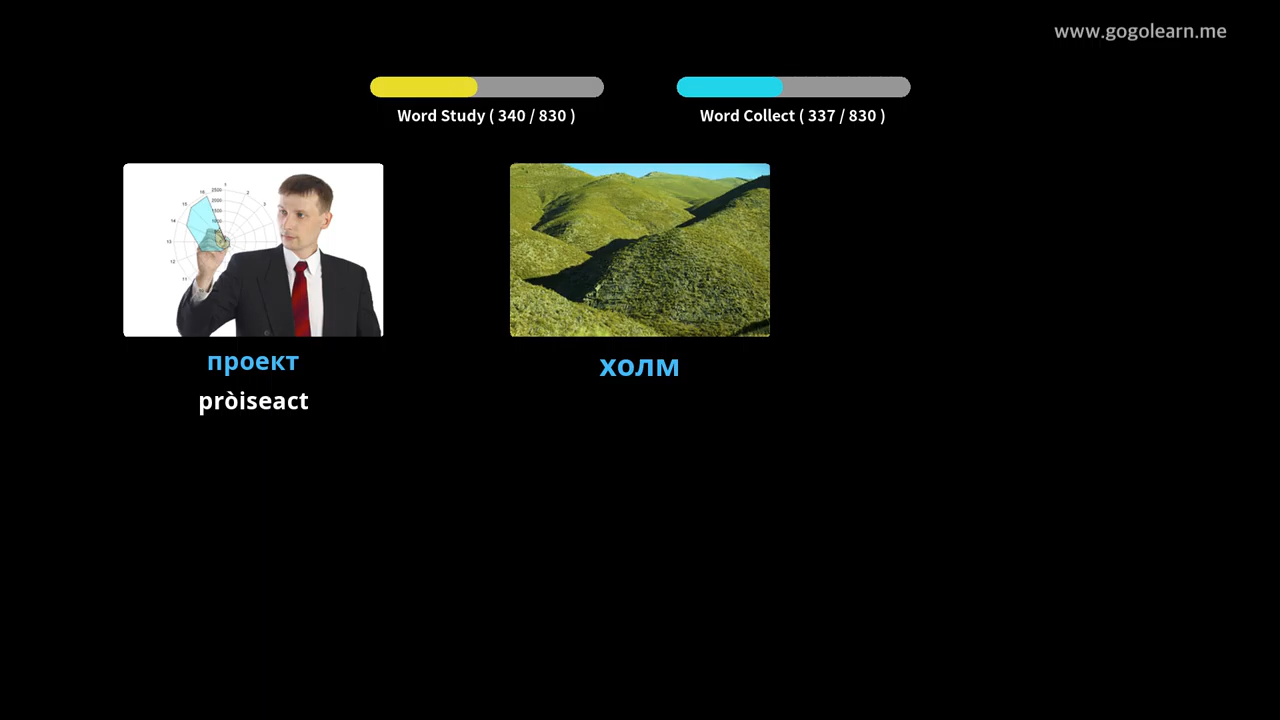 www.gogolearn.me
Word Study ( 340 / 830 )
Word Collect ( 337 / 830 )
проект
pròiseact
холм